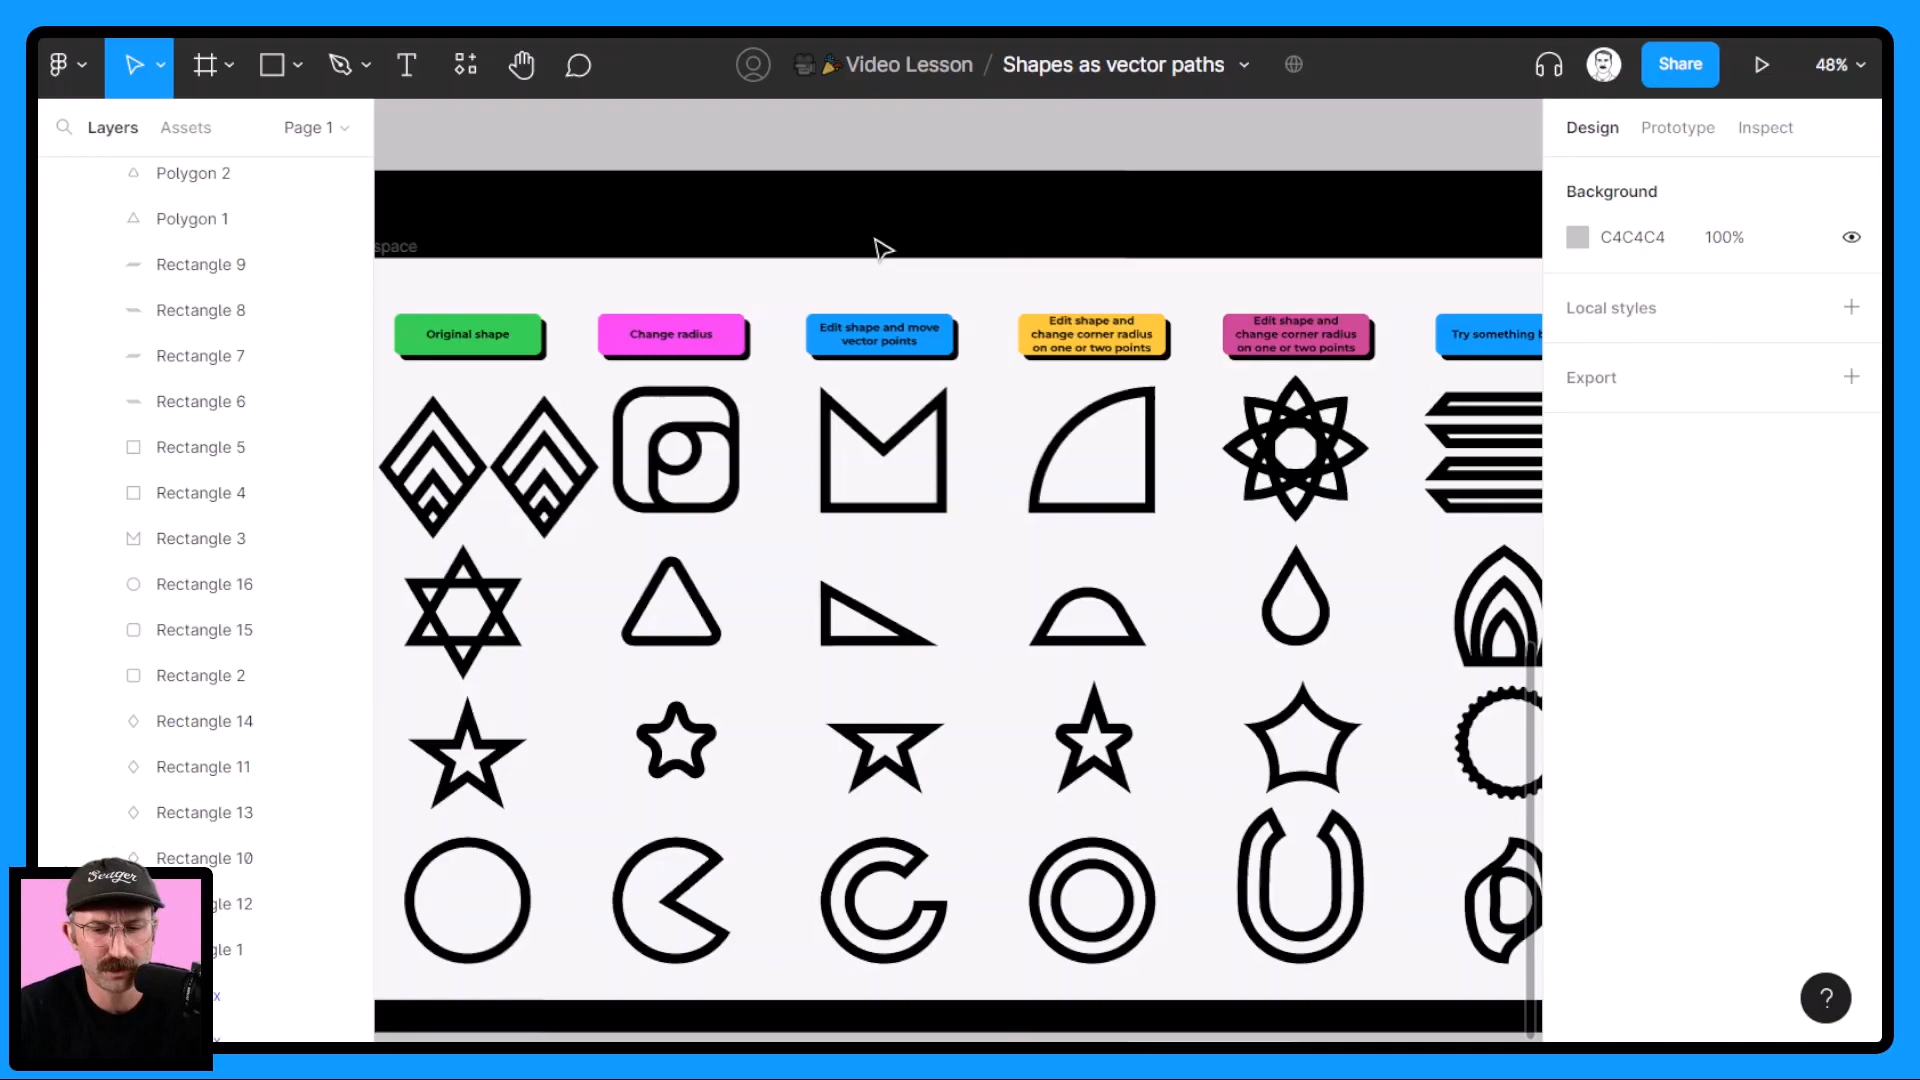 Video Lesson / Shapes as vector paths
Share
48%
Layers
Assets
Page 1
Design
Prototype
Inspect
Polygon 2
Polygon 1
Rectangle 9
Rectangle 8
Rectangle 7
Rectangle 6
Rectangle 5
Rectangle 4
Rectangle 3
Rectangle 16
Rectangle 15
Rectangle 2
Rectangle 14
Rectangle 11
Rectangle 13
Rectangle 10
gle 12
gle 1
x
space
Original shape
Change radius
Edit shape and move
vector points
Edit shape and
change corner radius
on one or two points
Edit shape and
change corner radius
on one or two points
Try something b
Background
C4C4C4
100%
Local styles
Export
?
Seager